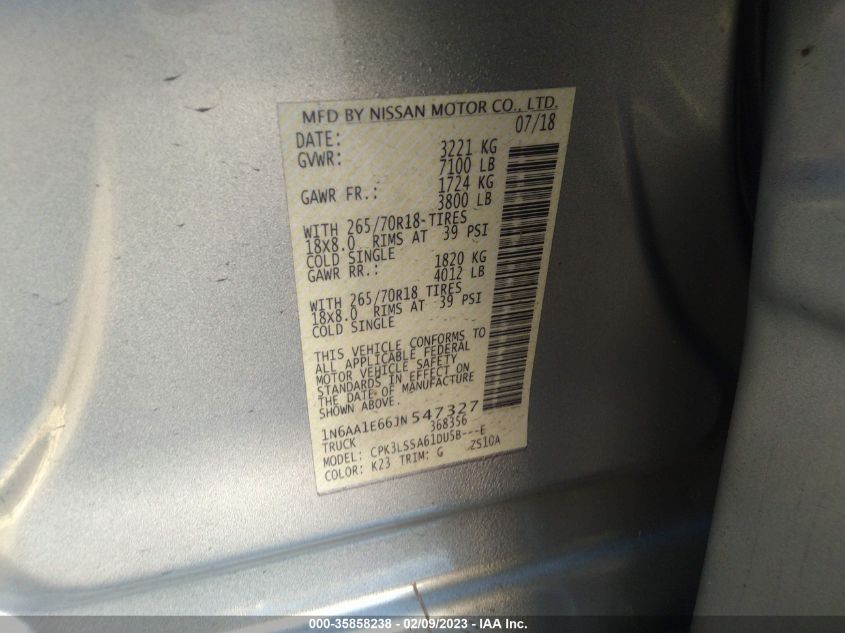 MFD BY NISSAN MOTOR CO., LTD.
DATE: 07/18
GVWR: 3221 KG
7100 LB
GAWR FR.: 1724 KG
3800 LB
WITH 265/70R18 TIRES
18X8.0 RIMS AT 39 PSI
COLD SINGLE
GAWR RR.: 1820 KG
4012 LB
WITH 265/70R18 TIRES
18X8.0 RIMS AT 39 PSI
COLD SINGLE
THIS VEHICLE CONFORMS TO
ALL APPLICABLE FEDERAL
MOTOR VEHICLE SAFETY
STANDARDS IN EFFECT ON
THE DATE OF MANUFACTURE
SHOWN ABOVE.
1N6AA1E66JN547327
TRUCK 368356
MODEL: CPK3LSSA61DU5B---E
COLOR: K23 TRIM: G ZS10A
000-35858238 - 02/09/2023 - IAA Inc.